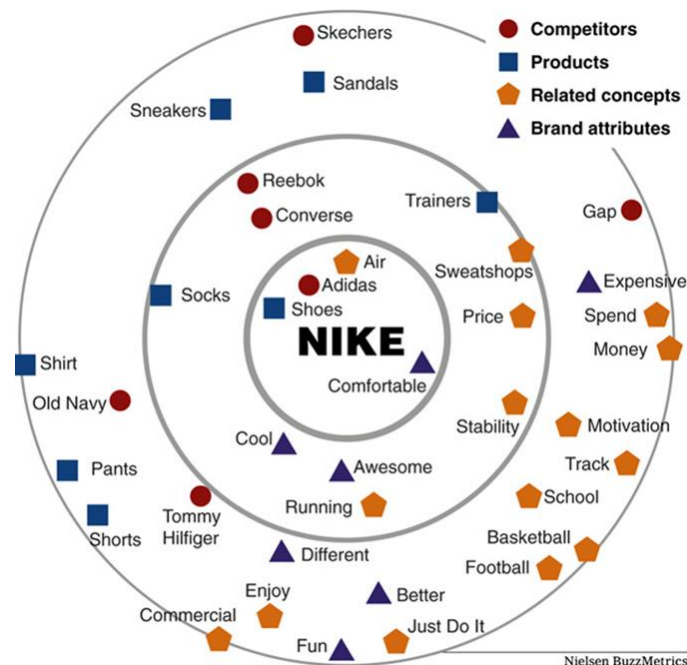 Skechers
Competitors
Products
Sandals
Related concepts
Sneakers
Brand attributes
Reebok
Trainers
Converse
Gap
Air
Sweatshops
Adidas
Expensive
Socks
Shoes
Price
Spend
NIKE
Money
Shirt
Comfortable
Old Navy
Stability
Motivation
Cool
Track
Pants
Awesome
School
Running
Tommy
Hilfiger
Shorts
Basketball
Different
Football
Enjoy
Better
Commercial
Just Do It
Fun
Nielsen BuzzMetrics